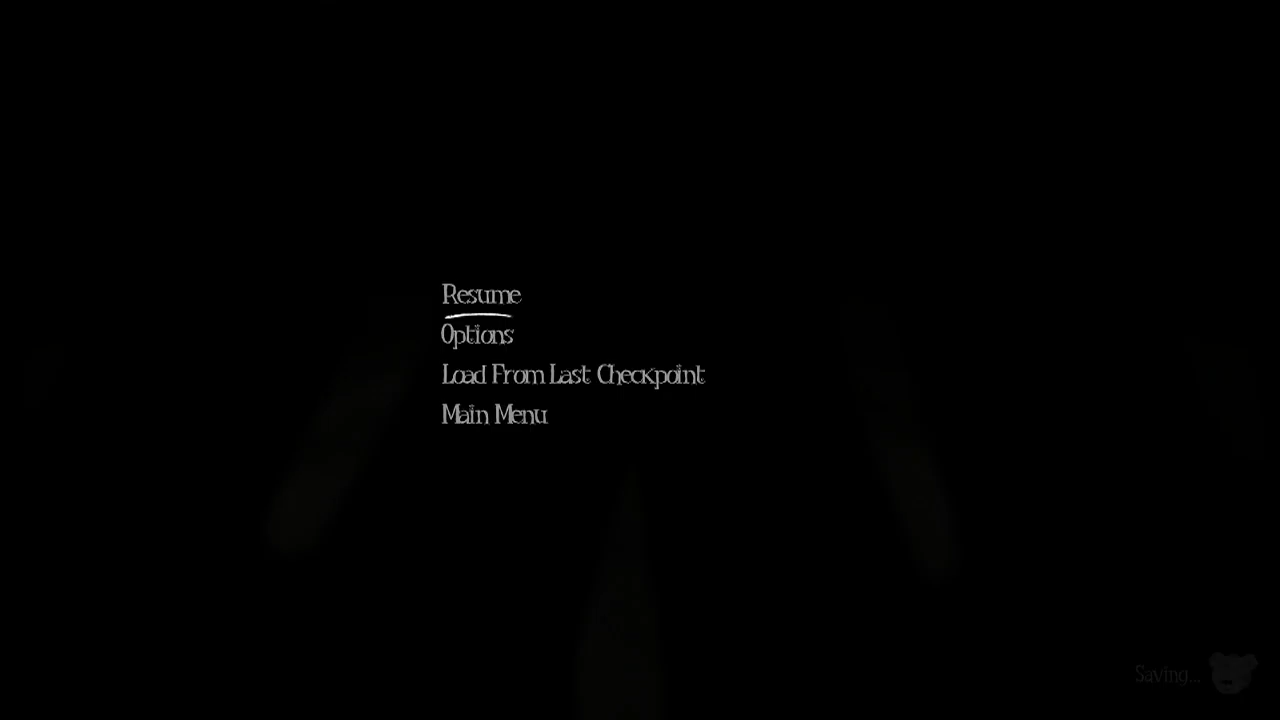 Resume
Options
Load From Last Checkpoint
Main Menu
Saving...